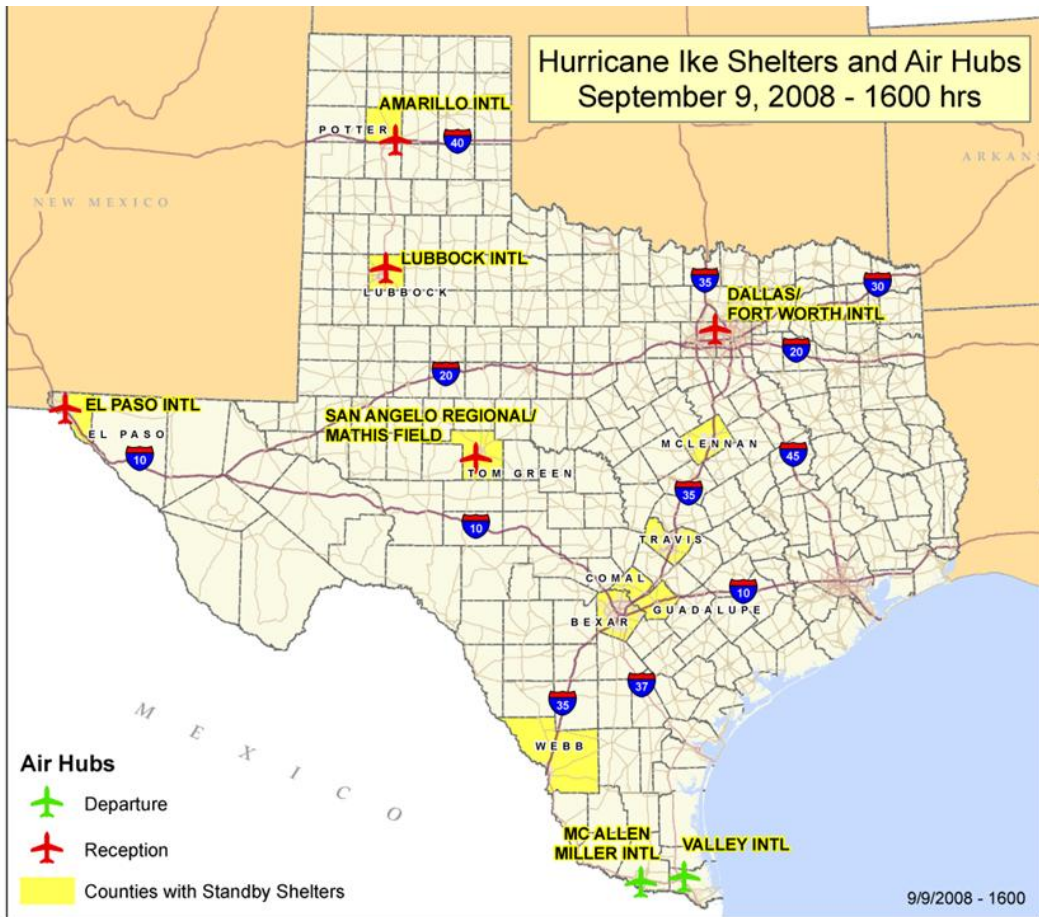 Hurricane Ike Shelters and Air Hubs
September 9, 2008 - 1600 hrs
AMARILLO INTL
POTTER
40
ARKANS
NEW MEXICO
LUBBOCK INTL
LUBBOCK
35
30
DALLAS/
FORT WORTH INTL
20
20
EL PASO INTL
EL PASO
10
SAN ANGELO REGIONAL/
MATHIS FIELD
TOM GREEN
MCLENNAN
45
35
10
TRAVIS
COMAL
10
GUADALUPE
BEXAR
37
35
WEBB
MEXICO
MC ALLEN
MILLER INTL
VALLEY INTL
Air Hubs
Departure
Reception
Counties with Standby Shelters
9/9/2008 - 1600